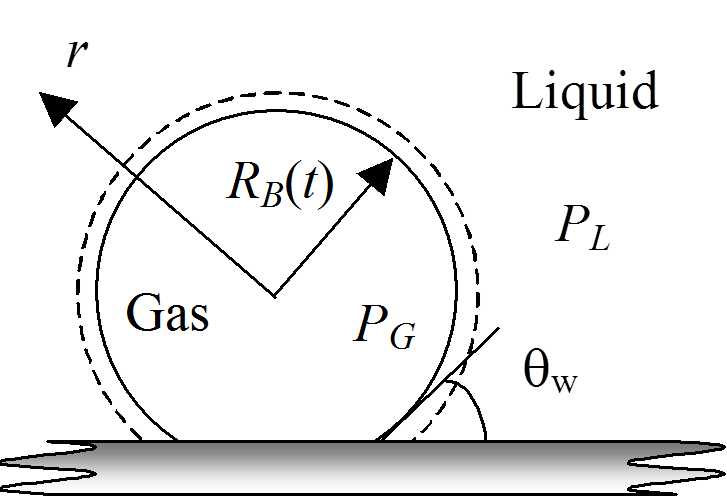 r
Liquid
R_B(t)
P_L
Gas
P_G
θ_w